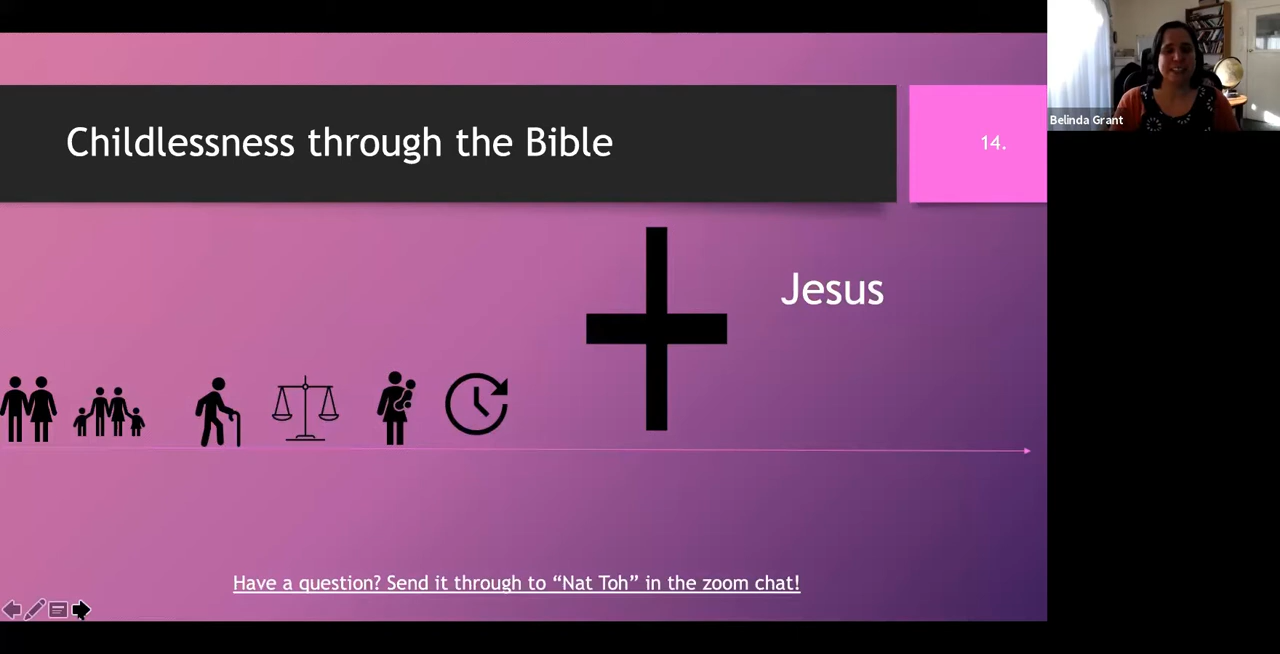 Childlessness through the Bible
14.
Belinda Grant
Jesus
Have a question? Send it through to “Nat Toh” in the zoom chat!